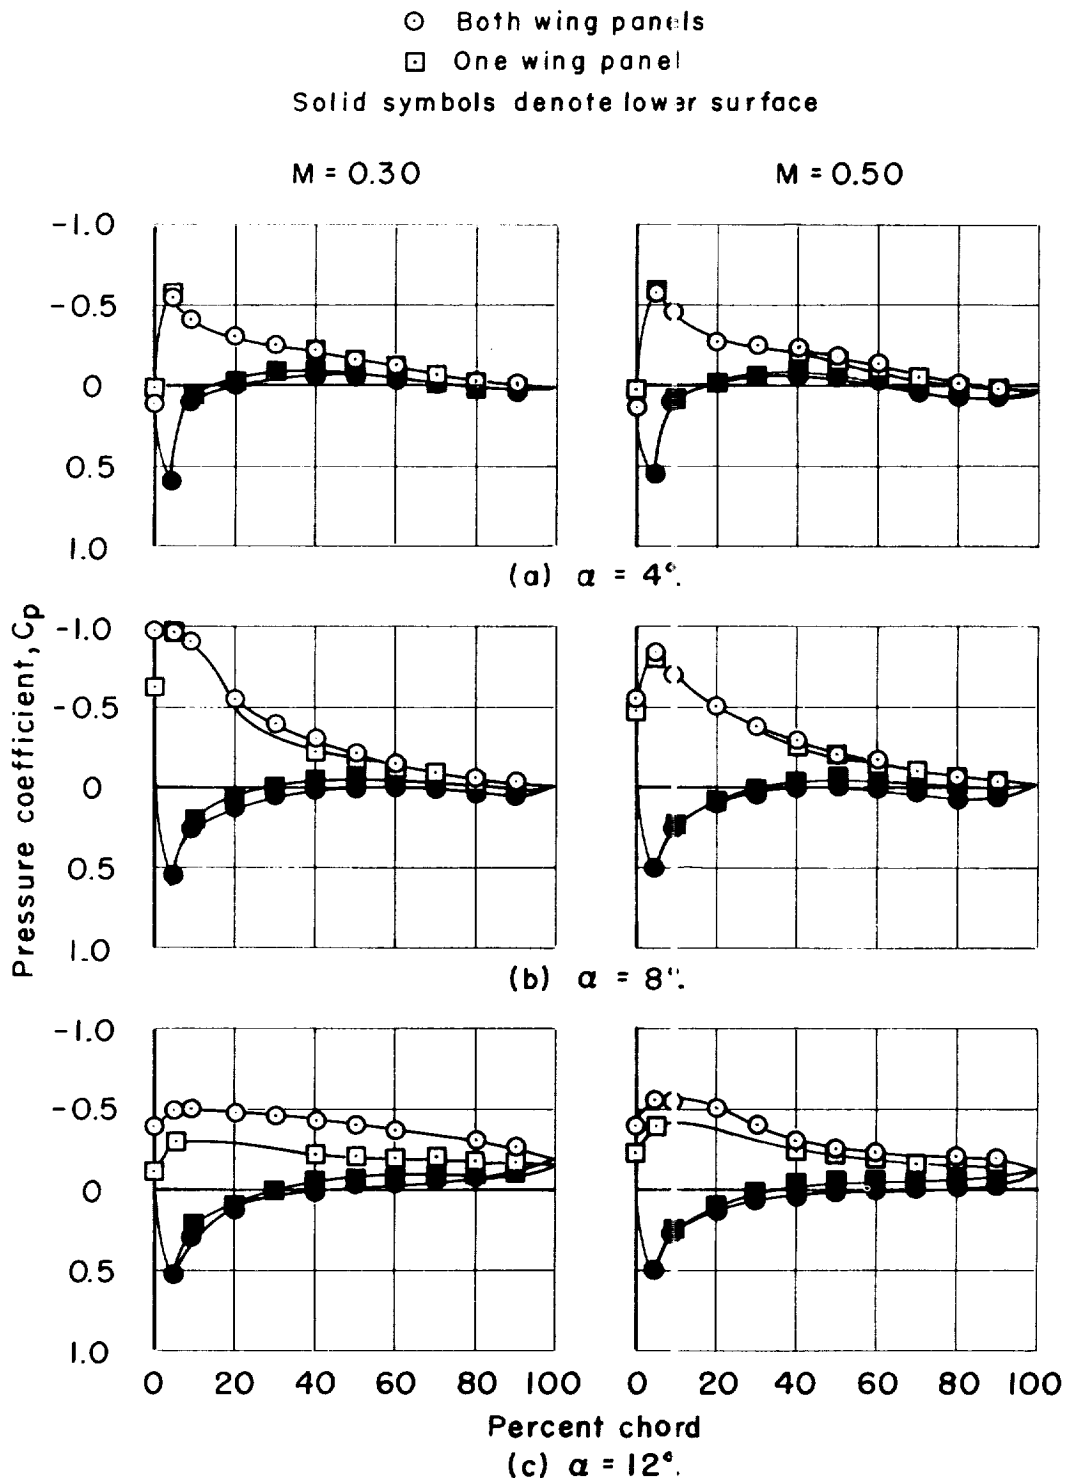 Both wing panels
One wing panel
Solid symbols denote lower surface
M = 0.30
M = 0.50
-1.0
-0.5
0
0.5
1.0
(a) α = 4°.
Pressure coefficient, Cp
-1.0
-0.5
0
0.5
1.0
(b) α = 8°.
-1.0
-0.5
0
0.5
1.0
0 20 40 60 80 100
0 20 40 60 80 100
Percent chord
(c) α = 12°.